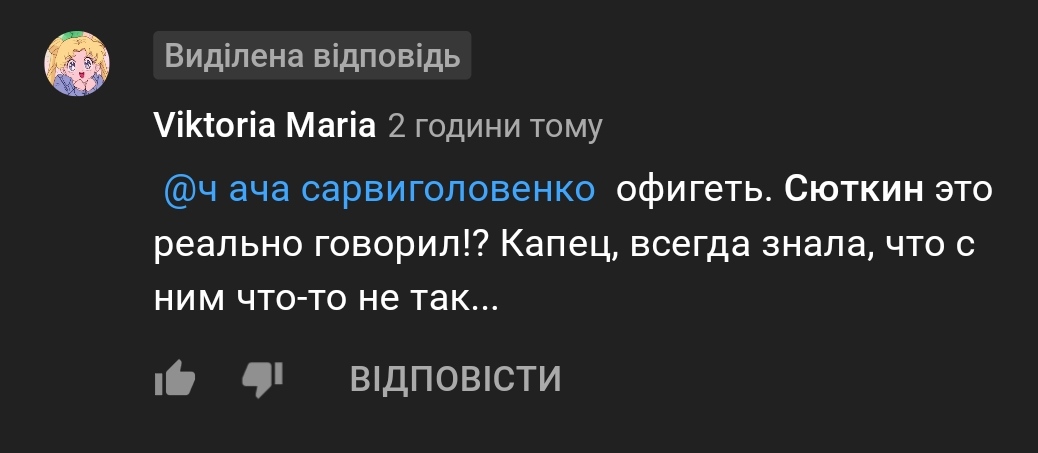 Виділена відповідь
Viktoria Maria 2 години тому
@ч ача сарвиголовенко офигеть. Сюткин это
реально говорил!? Капец, всегда знала, что с
ним что-то не так...
ВІДПОВІСТИ